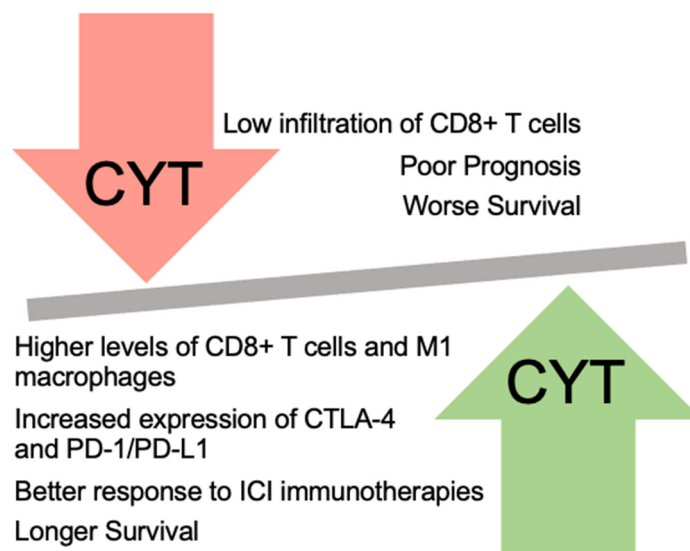 CYT
Low infiltration of CD8+ T cells
Poor Prognosis
Worse Survival
Higher levels of CD8+ T cells and M1
macrophages
Increased expression of CTLA-4
and PD-1/PD-L1
Better response to ICI immunotherapies
Longer Survival
CYT